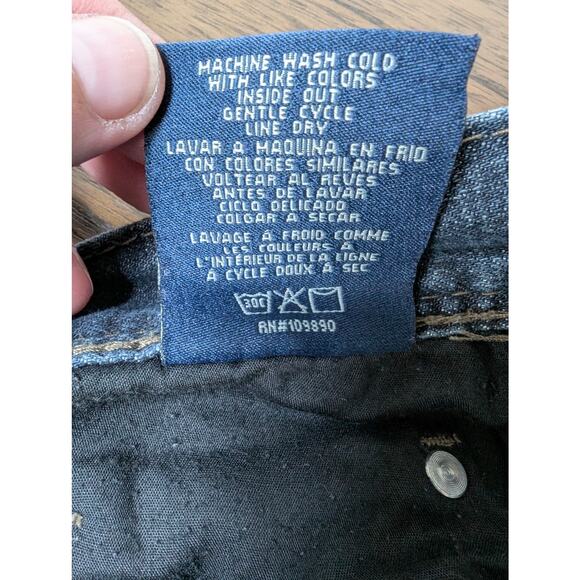 MACHINE WASH COLD
WITH LIKE COLORS
INSIDE OUT
GENTLE CYCLE
LINE DRY
LAVAR A MAQUINA EN FRIO
CON COLORES SIMILARES
VOLTEAR AL REVES
ANTES DE LAVAR
CICLO DELICADO
COLGAR A SECAR
LAVAGE Á FROID COMME
LES COULEURS Á
L'INTÉRIEUR DE LA LIGNE
Á CYCLE DOUX Á SEC
30C
RN#109890